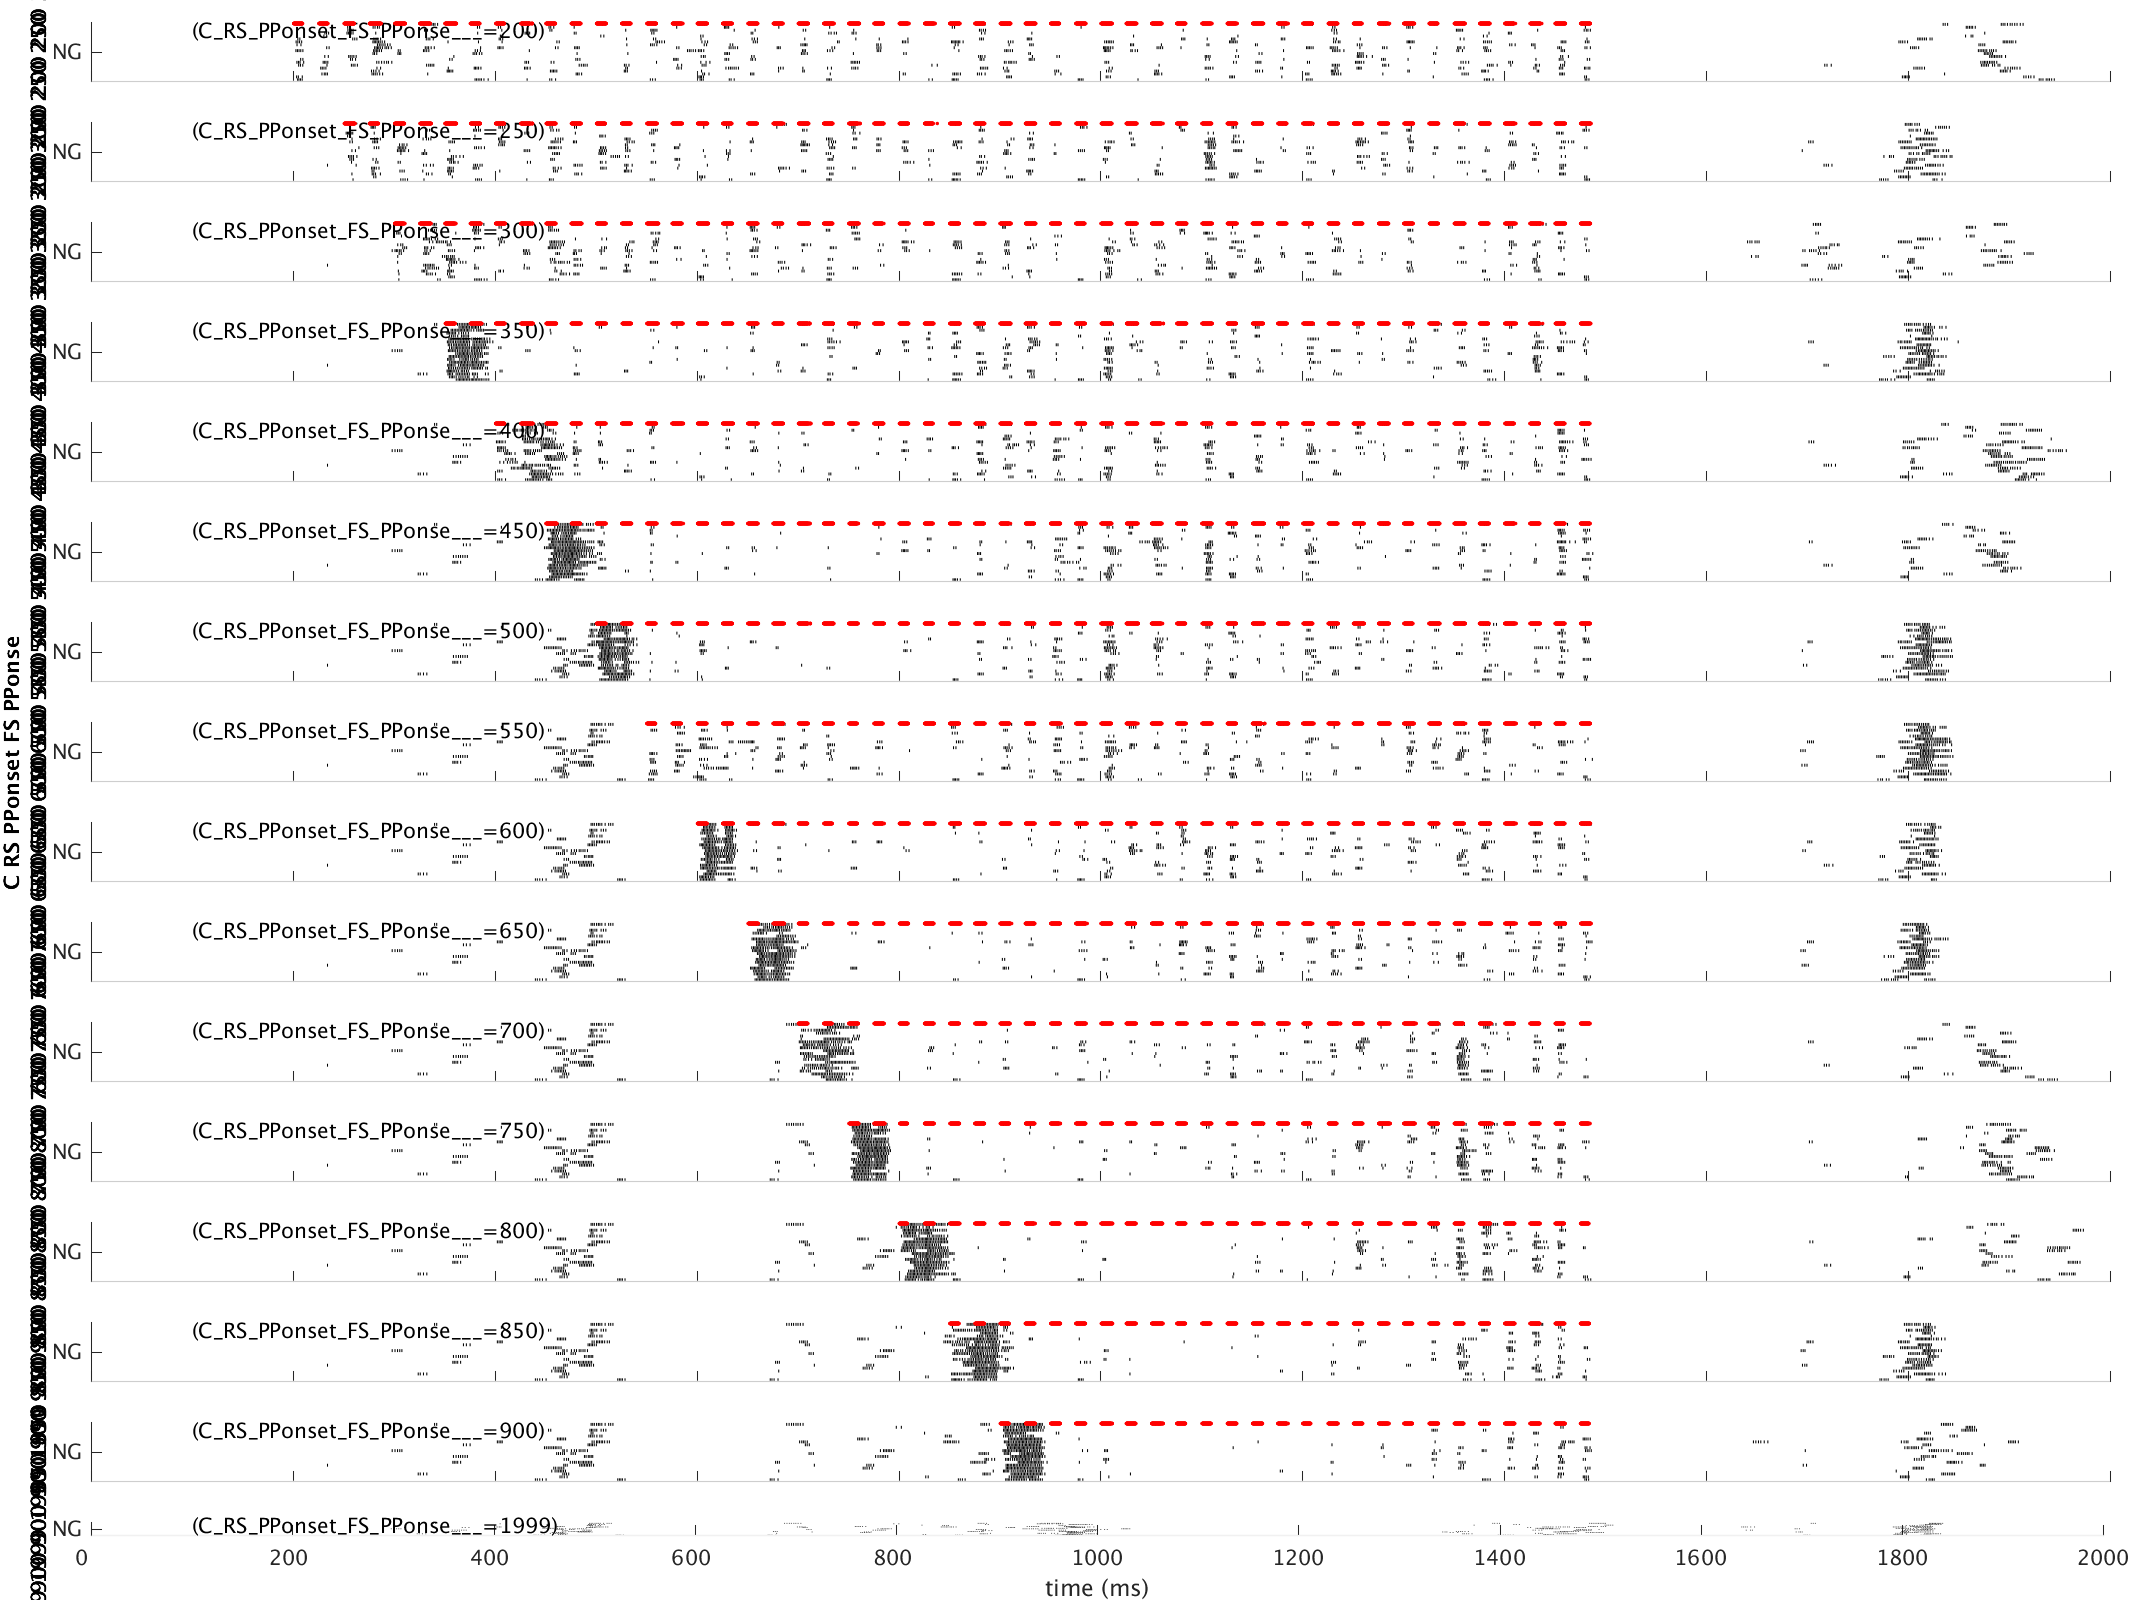 (C_RS_PPonset_FS_PPonse___=200)
NG
(C_RS_PPonset_FS_PPonse___=250)
NG
(C_RS_PPonset_FS_PPonse___=300)
NG
(C_RS_PPonset_FS_PPonse___=350)
NG
(C_RS_PPonset_FS_PPonse___=400)
NG
(C_RS_PPonset_FS_PPonse___=450)
NG
(C_RS_PPonset_FS_PPonse___=500)
NG
(C_RS_PPonset_FS_PPonse___=550)
NG
(C_RS_PPonset_FS_PPonse___=600)
NG
(C_RS_PPonset_FS_PPonse___=650)
NG
(C_RS_PPonset_FS_PPonse___=700)
NG
(C_RS_PPonset_FS_PPonse___=750)
NG
(C_RS_PPonset_FS_PPonse___=800)
NG
(C_RS_PPonset_FS_PPonse___=850)
NG
(C_RS_PPonset_FS_PPonse___=900)
NG
(C_RS_PPonset_FS_PPonse___=1999)
NG
C RS PPonset FS PPonse
0 200 400 600 800 1000 1200 1400 1600 1800 2000
time (ms)